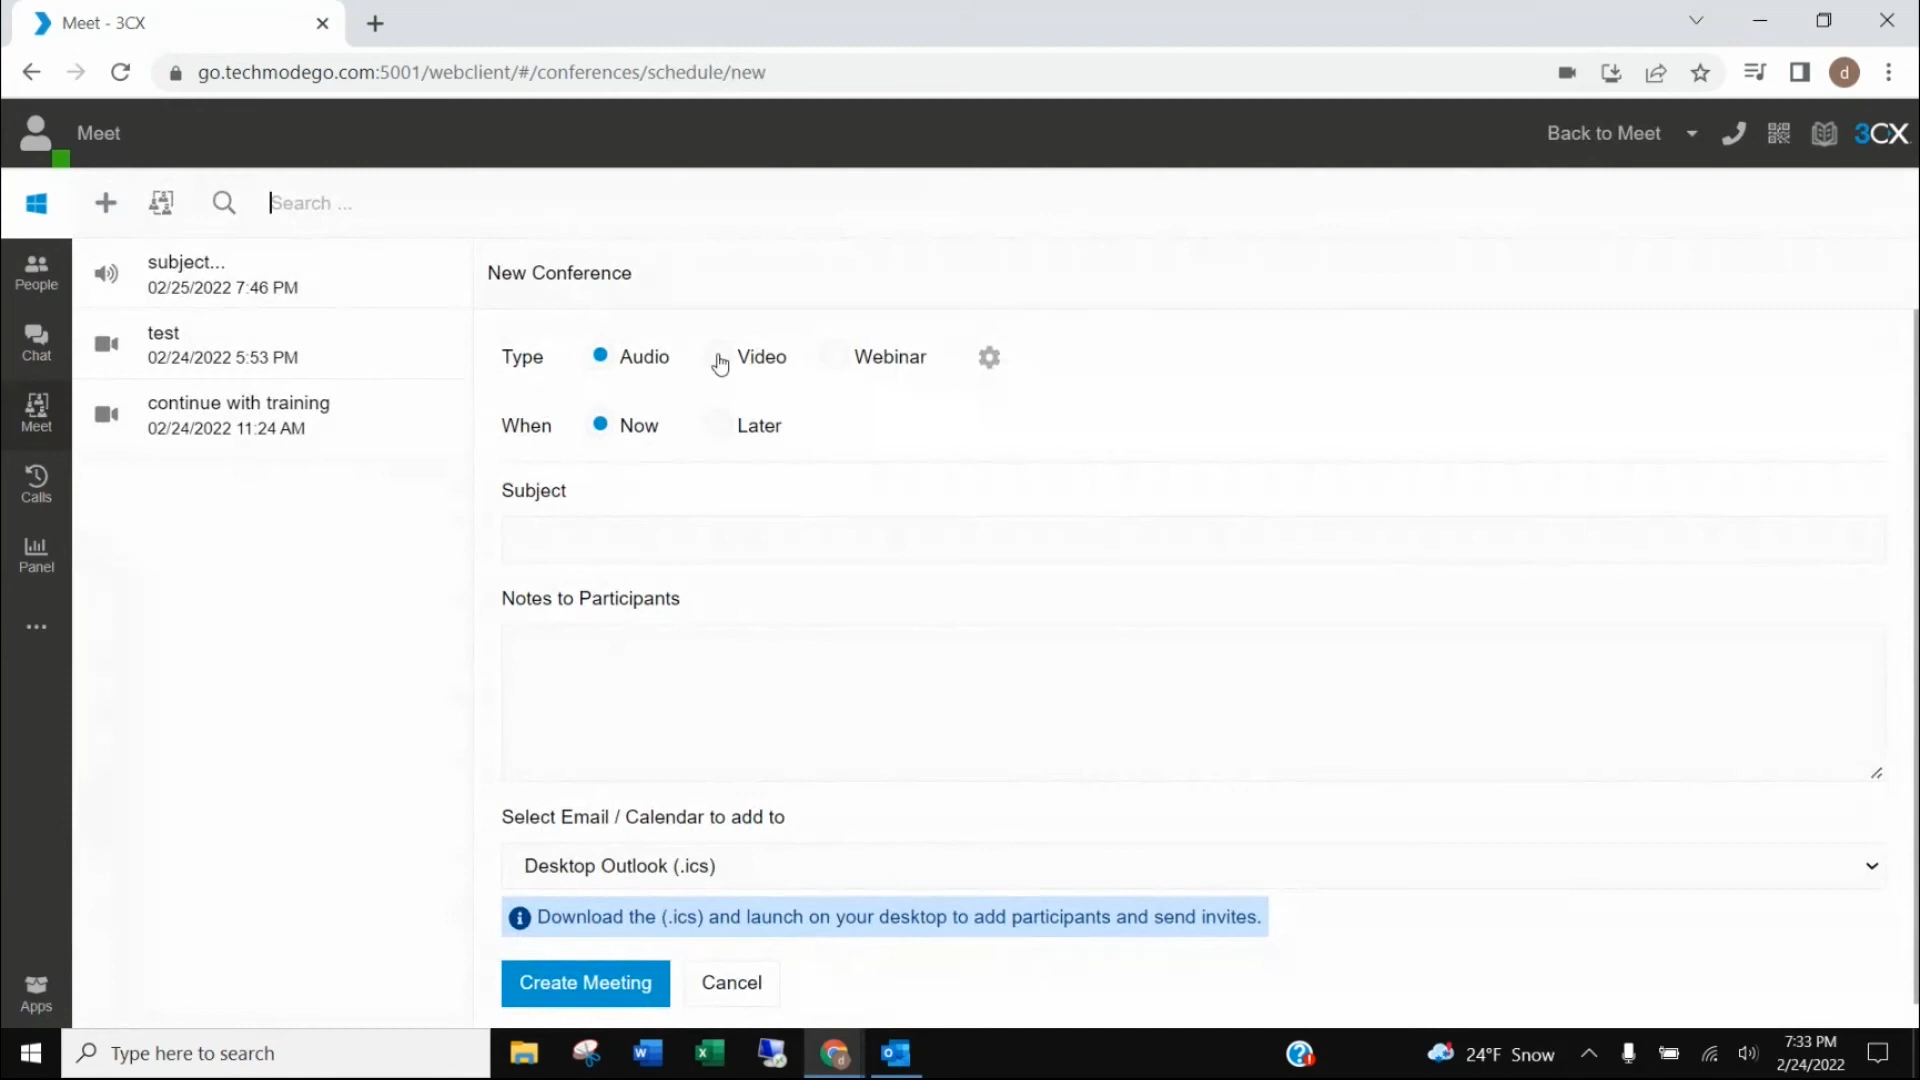 Meet - 3CX
go.techmodego.com:5001/webclient/#/conferences/schedule/new
d
Meet
Back to Meet
3CX
Search ...
People
Chat
Meet
Calls
Panel
Apps
subject...
02/25/2022 7:46 PM
test
02/24/2022 5:53 PM
continue with training
02/24/2022 11:24 AM
New Conference
Type Audio Video Webinar
When Now Later
Subject
Notes to Participants
Select Email / Calendar to add to
Desktop Outlook (.ics)
Download the (.ics) and launch on your desktop to add participants and send invites.
Create Meeting Cancel
Type here to search
24°F Snow
7:33 PM
2/24/2022